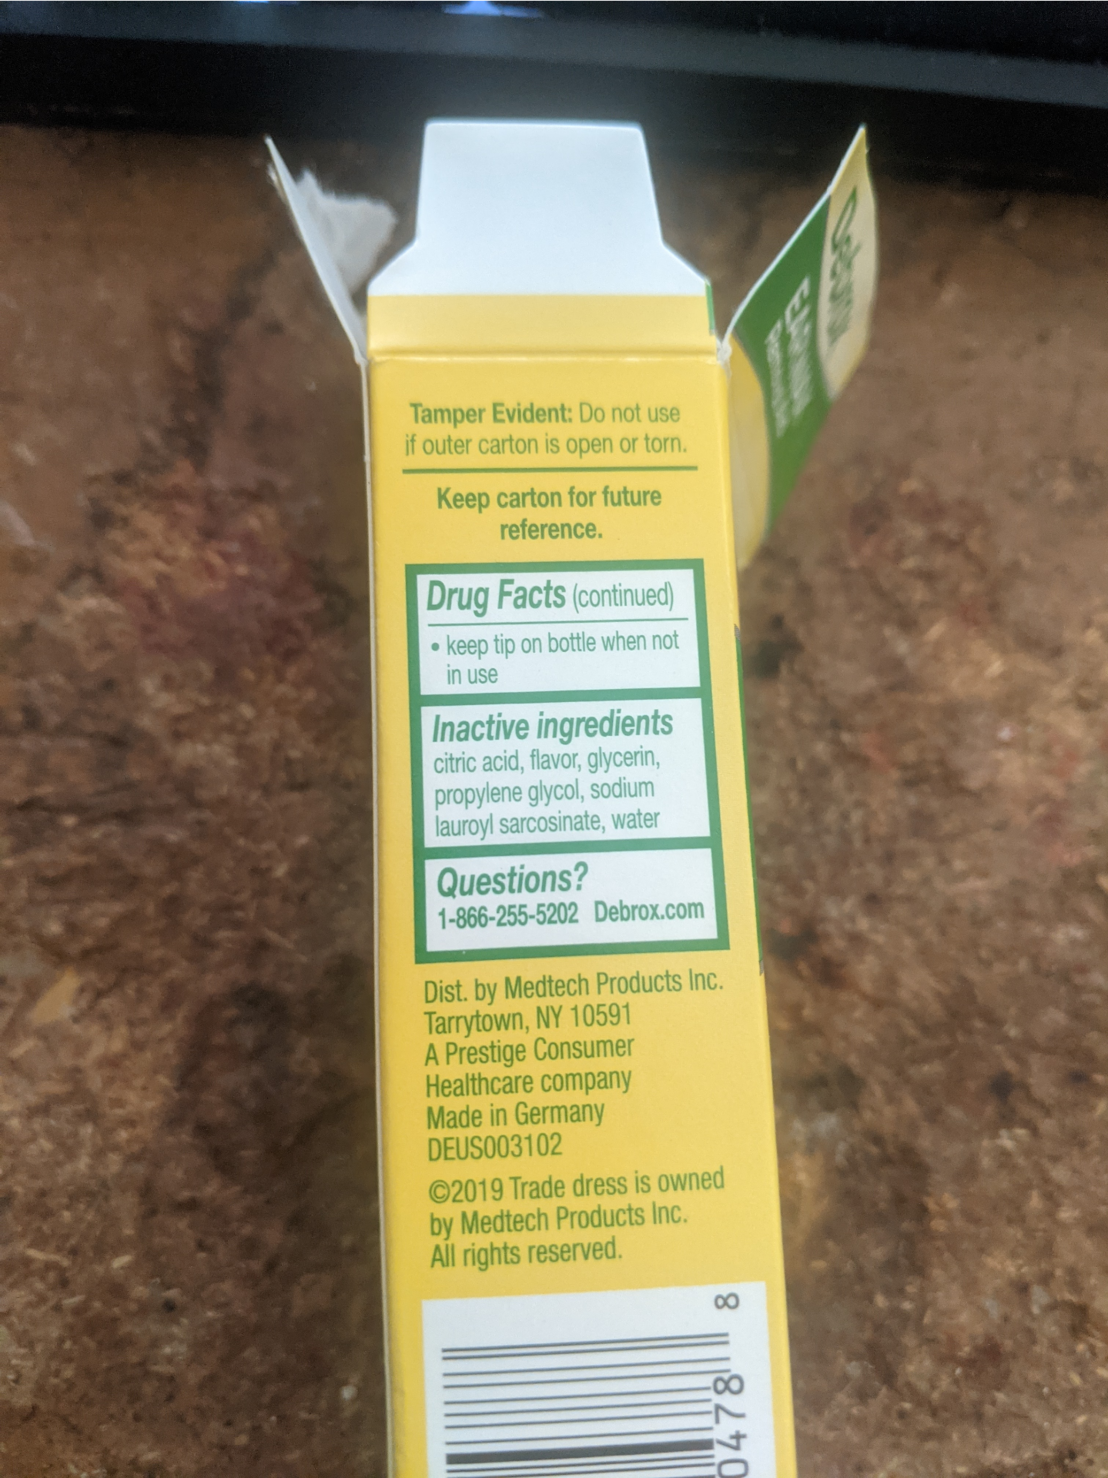 Tamper Evident: Do not use
if outer carton is open or torn.
Keep carton for future
reference.
Drug Facts (continued)
• keep tip on bottle when not
in use
Inactive ingredients
citric acid, flavor, glycerin,
propylene glycol, sodium
lauroyl sarcosinate, water
Questions?
1-866-255-5202 Debrox.com
Dist. by Medtech Products Inc.
Tarrytown, NY 10591
A Prestige Consumer
Healthcare company
Made in Germany
DEUS003102
©2019 Trade dress is owned
by Medtech Products Inc.
All rights reserved.
0478 8